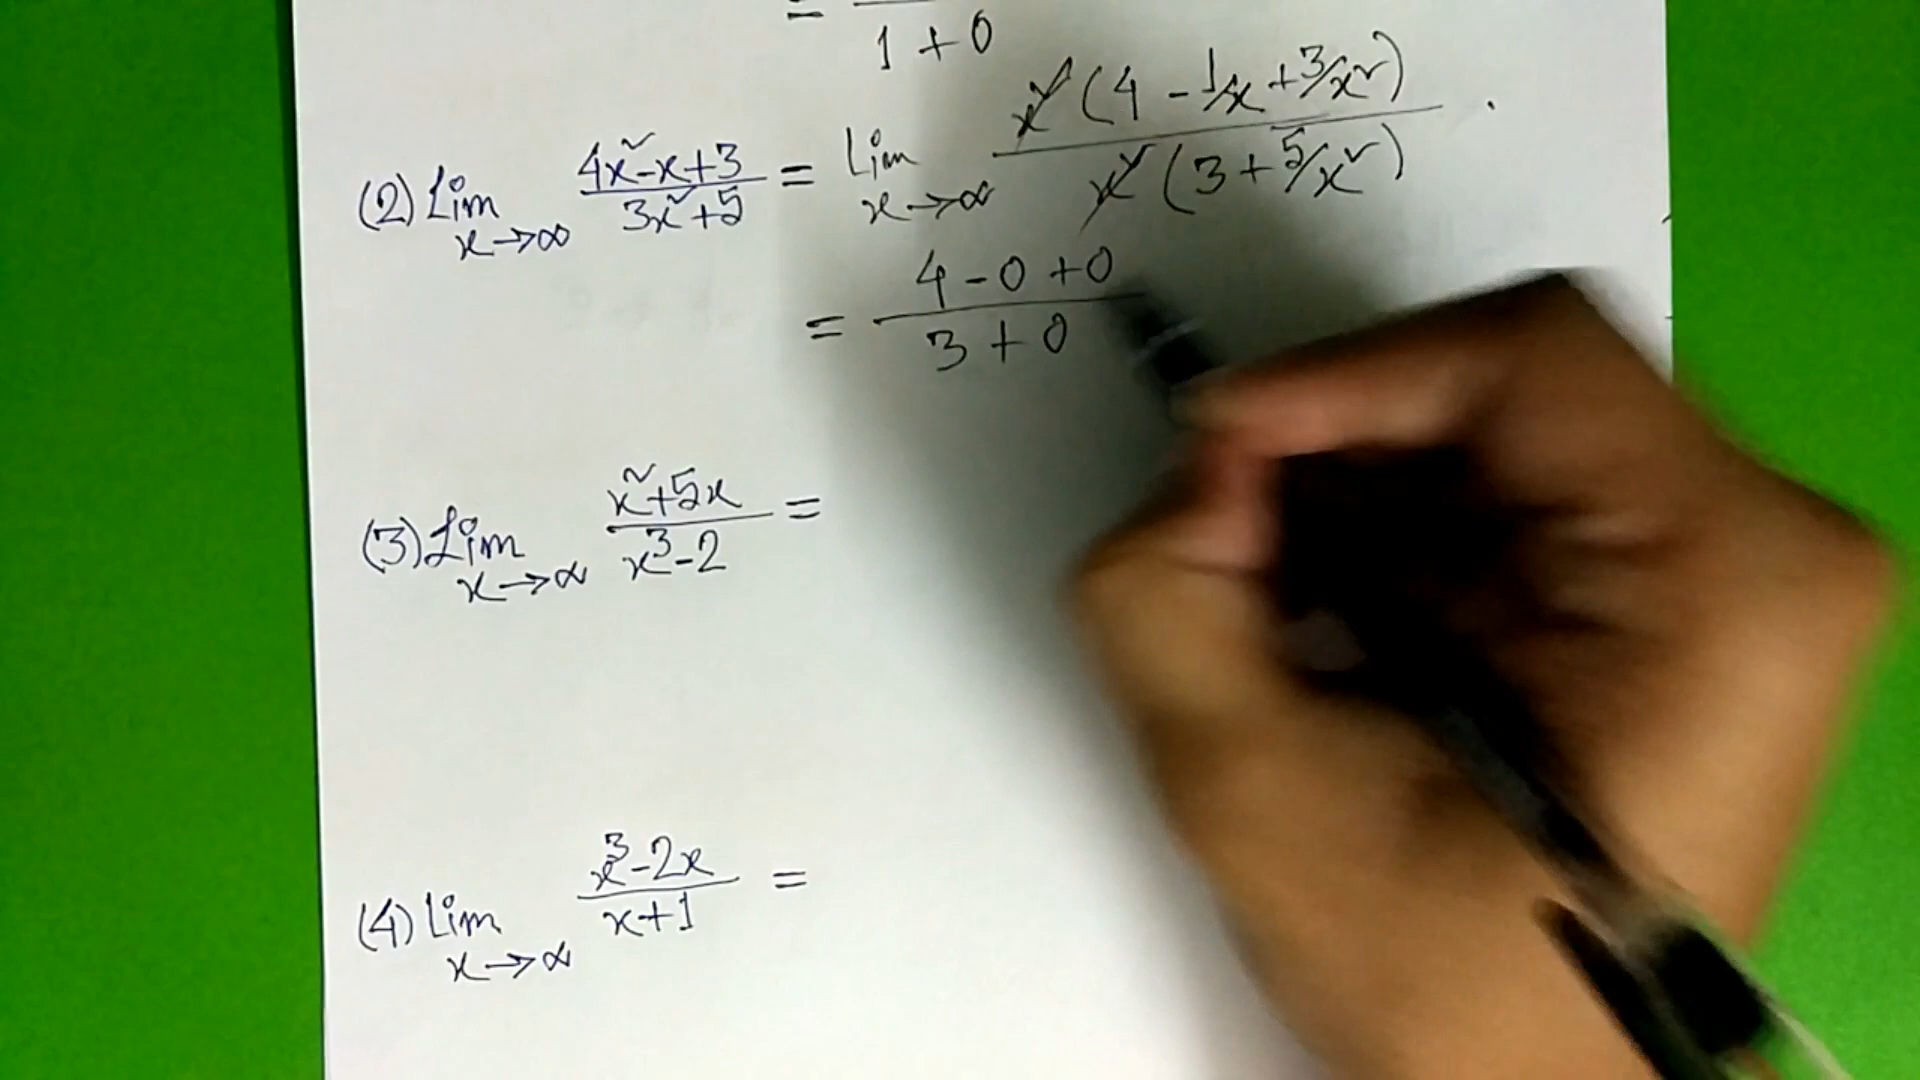 =
1 + 0
(2) Lim x→∞ 4x²-x+3 / 3x²+5 = Lim x→∞ x²(4 - 1/x + 3/x²) / x²(3 + 5/x²)
= 4 - 0 + 0 / 3 + 0
(3) Lim x→∞ x²+5x / x³-2 =
(4) Lim x→∞ x³-2x / x+1 =